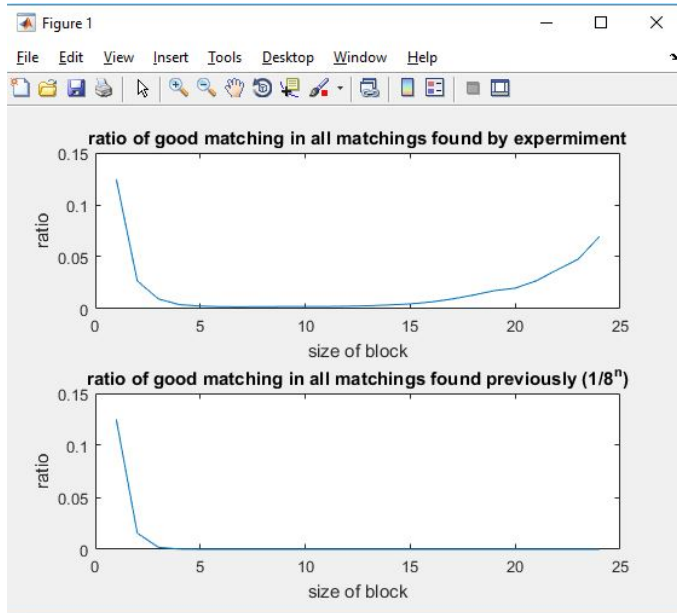 Figure 1
File Edit View Insert Tools Desktop Window Help
ratio of good matching in all matchings found by expermiment
0.15
0.1
0.05
0
ratio
0 5 10 15 20 25
size of block
ratio of good matching in all matchings found previously (1/8ⁿ)
0.15
0.1
0.05
0
ratio
0 5 10 15 20 25
size of block